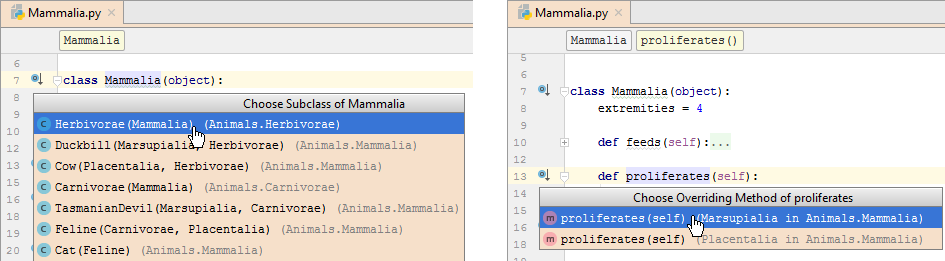 Mammalia.py ×
Mammalia
6
7 class Mammalia(object):
8
9
10
13
14
15
16
19
20
Choose Subclass of Mammalia
C Herbivorae(Mammalia) (Animals.Herbivorae)
C Duckbill(Marsupialia, Herbivorae) (Animals.Mammalia)
C Cow(Placentalia, Herbivorae) (Animals.Mammalia)
C Carnivorae(Mammalia) (Animals.Carnivorae)
C TasmanianDevil(Marsupialia, Carnivorae) (Animals.Mammalia)
C Feline(Carnivorae, Placentalia) (Animals.Mammalia)
C Cat(Feline) (Animals.Mammalia)
Mammalia.py ×
Mammalia proliferates()
5
6
7 class Mammalia(object):
8 extremities = 4
9
10 def feeds(self):...
12
13 def proliferates(self):
14
15
16
18
Choose Overriding Method of proliferates
m proliferates(self) (Marsupialia in Animals.Mammalia)
m proliferates(self) (Placentalia in Animals.Mammalia)